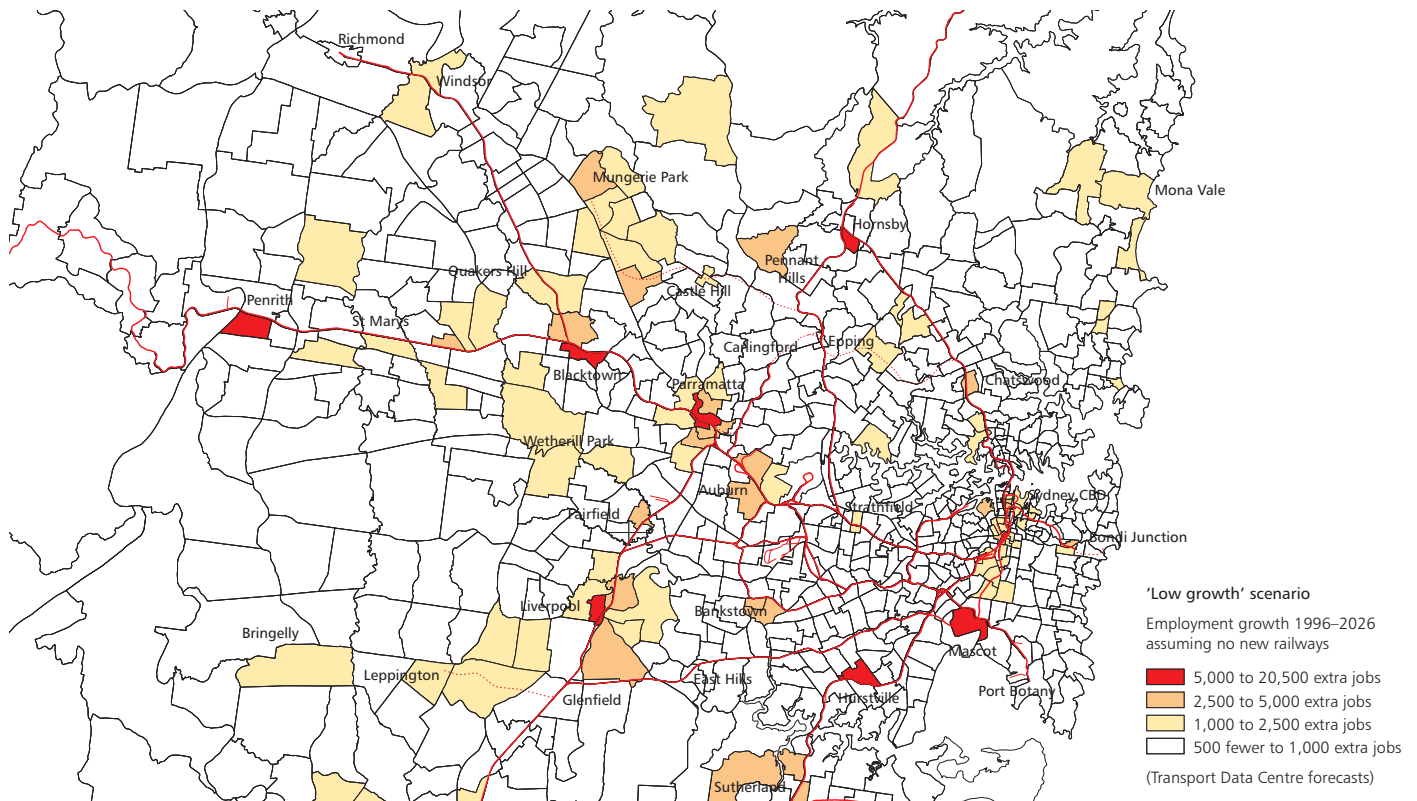 Richmond
Windsor
Mungerie Park
Mona Vale
Hornsby
Pennant
Hills
Quakers Hill
Castle Hill
Penrith
St Marys
Carlingford
Epping
Blacktown
Parramatta
Chatswood
Wetherill Park
Auburn
Sydney CBD
Strathfield
Fairfield
Bondi Junction
Liverpool
Bankstown
Bringelly
Mascot
Leppington
East Hills
Glenfield
Hurstville
Port Botany
Sutherland
'Low growth' scenario
Employment growth 1996–2026
assuming no new railways
5,000 to 20,500 extra jobs
2,500 to 5,000 extra jobs
1,000 to 2,500 extra jobs
500 fewer to 1,000 extra jobs
(Transport Data Centre forecasts)